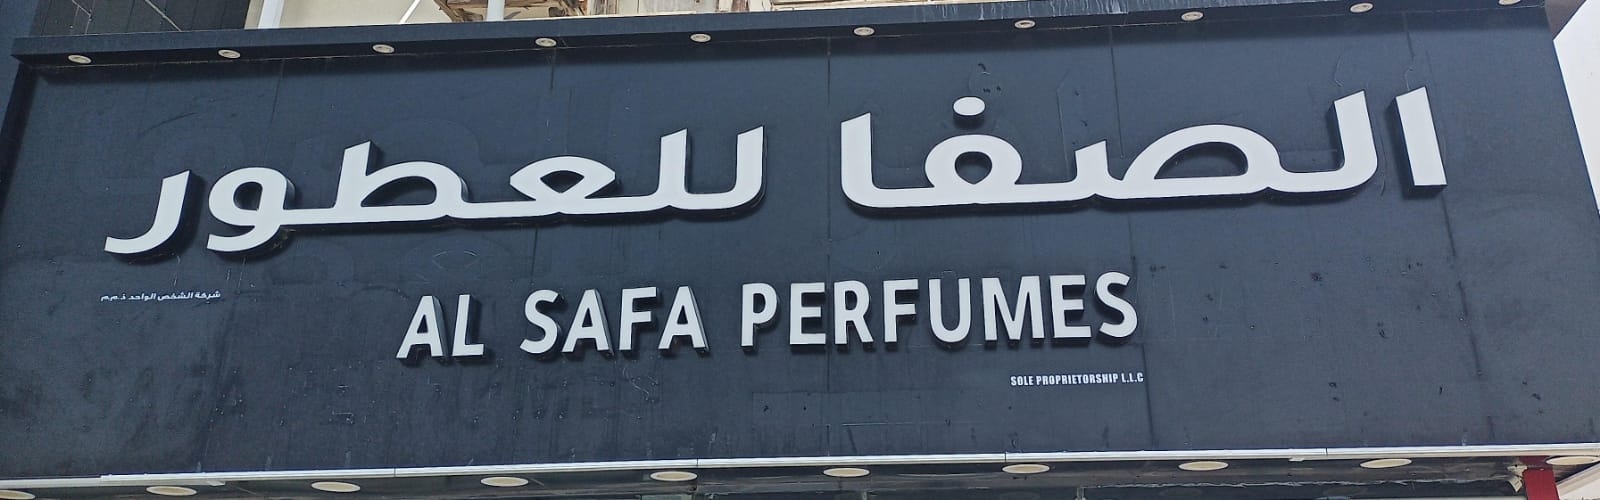 الصفا للعطور
شركة الشخص الواحد ذ.م.م
AL SAFA PERFUMES
SOLE PROPRIETORSHIP L.L.C